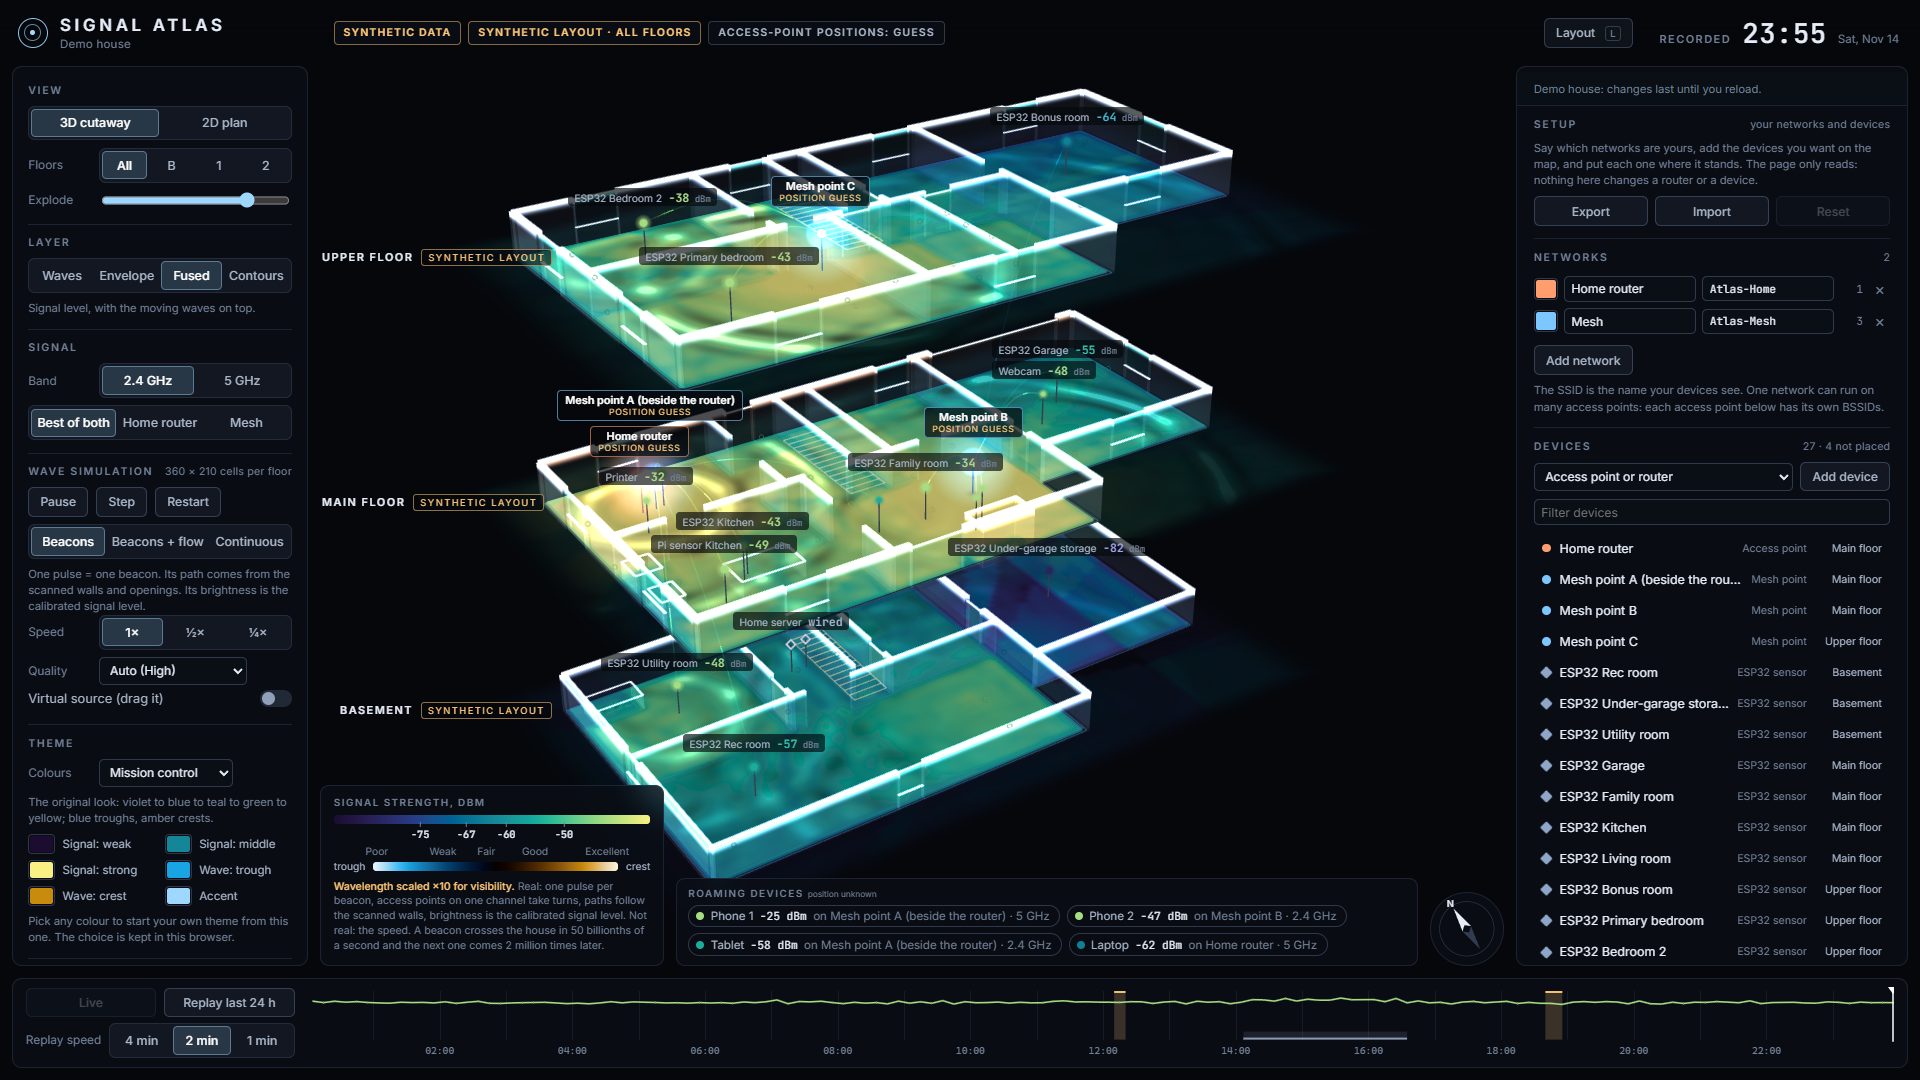 SIGNAL ATLAS
Demo house
SYNTHETIC DATA
SYNTHETIC LAYOUT · ALL FLOORS
ACCESS-POINT POSITIONS: GUESS
Layout L
RECORDED 23:55 Sat, Nov 14
VIEW
3D cutaway 2D plan
Floors All B 1 2
Explode
LAYER
Waves Envelope Fused Contours
Signal level, with the moving waves on top.
SIGNAL
Band 2.4 GHz 5 GHz
Best of both Home router Mesh
WAVE SIMULATION 360 × 210 cells per floor
Pause Step Restart
Beacons Beacons + flow Continuous
One pulse = one beacon. Its path comes from the
scanned walls and openings. Its brightness is the
calibrated signal level.
Speed 1× ½× ¼×
Quality Auto (High)
Virtual source (drag it)
THEME
Colours Mission control
The original look: violet to blue to teal to green to
yellow; blue troughs, amber crests.
Signal: weak Signal: middle
Signal: strong Wave: trough
Wave: crest Accent
Pick any colour to start your own theme from this
one. The choice is kept in this browser.
ESP32 Bonus room -64 dBm
Mesh point C
POSITION GUESS
ESP32 Bedroom 2 -38 dBm
ESP32 Primary bedroom -43 dBm
UPPER FLOOR SYNTHETIC LAYOUT
ESP32 Garage -55 dBm
Webcam -48 dBm
Mesh point A (beside the router)
POSITION GUESS
Mesh point B
POSITION GUESS
Home router
POSITION GUESS
ESP32 Family room -34 dBm
Printer -32 dBm
MAIN FLOOR SYNTHETIC LAYOUT
ESP32 Kitchen -43 dBm
Pi sensor Kitchen -49 dBm
ESP32 Under-garage storage -82 dBm
Home server wired
ESP32 Utility room -48 dBm
BASEMENT SYNTHETIC LAYOUT
ESP32 Rec room -57 dBm
SIGNAL STRENGTH, DBM
-75 -67 -60 -50
Poor Weak Fair Good Excellent
trough crest
Wavelength scaled ×10 for visibility. Real: one pulse per
beacon, access points on one channel take turns, paths follow
the scanned walls, brightness is the calibrated signal level. Not
real: the speed. A beacon crosses the house in 50 billionths of
a second and the next one comes 2 million times later.
ROAMING DEVICES position unknown
Phone 1 -25 dBm on Mesh point A (beside the router) · 5 GHz
Phone 2 -47 dBm on Mesh point B · 2.4 GHz
Tablet -58 dBm on Mesh point A (beside the router) · 2.4 GHz
Laptop -62 dBm on Home router · 5 GHz
N
Demo house: changes last until you reload.
SETUP your networks and devices
Say which networks are yours, add the devices you want on the
map, and put each one where it stands. The page only reads:
nothing here changes a router or a device.
Export Import Reset
NETWORKS 2
Home router Atlas-Home 1 ×
Mesh Atlas-Mesh 3 ×
Add network
The SSID is the name your devices see. One network can run on
many access points: each access point below has its own BSSIDs.
DEVICES 27 · 4 not placed
Access point or router Add device
Filter devices
Home router Access point Main floor
Mesh point A (beside the rou... Mesh point Main floor
Mesh point B Mesh point Main floor
Mesh point C Mesh point Upper floor
ESP32 Rec room ESP32 sensor Basement
ESP32 Under-garage stora... ESP32 sensor Basement
ESP32 Utility room ESP32 sensor Basement
ESP32 Garage ESP32 sensor Main floor
ESP32 Family room ESP32 sensor Main floor
ESP32 Kitchen ESP32 sensor Main floor
ESP32 Living room ESP32 sensor Main floor
ESP32 Bonus room ESP32 sensor Upper floor
ESP32 Primary bedroom ESP32 sensor Upper floor
ESP32 Bedroom 2 ESP32 sensor Upper floor
Live Replay last 24 h
Replay speed 4 min 2 min 1 min
02:00 04:00 06:00 08:00 10:00 12:00 14:00 16:00 18:00 20:00 22:00